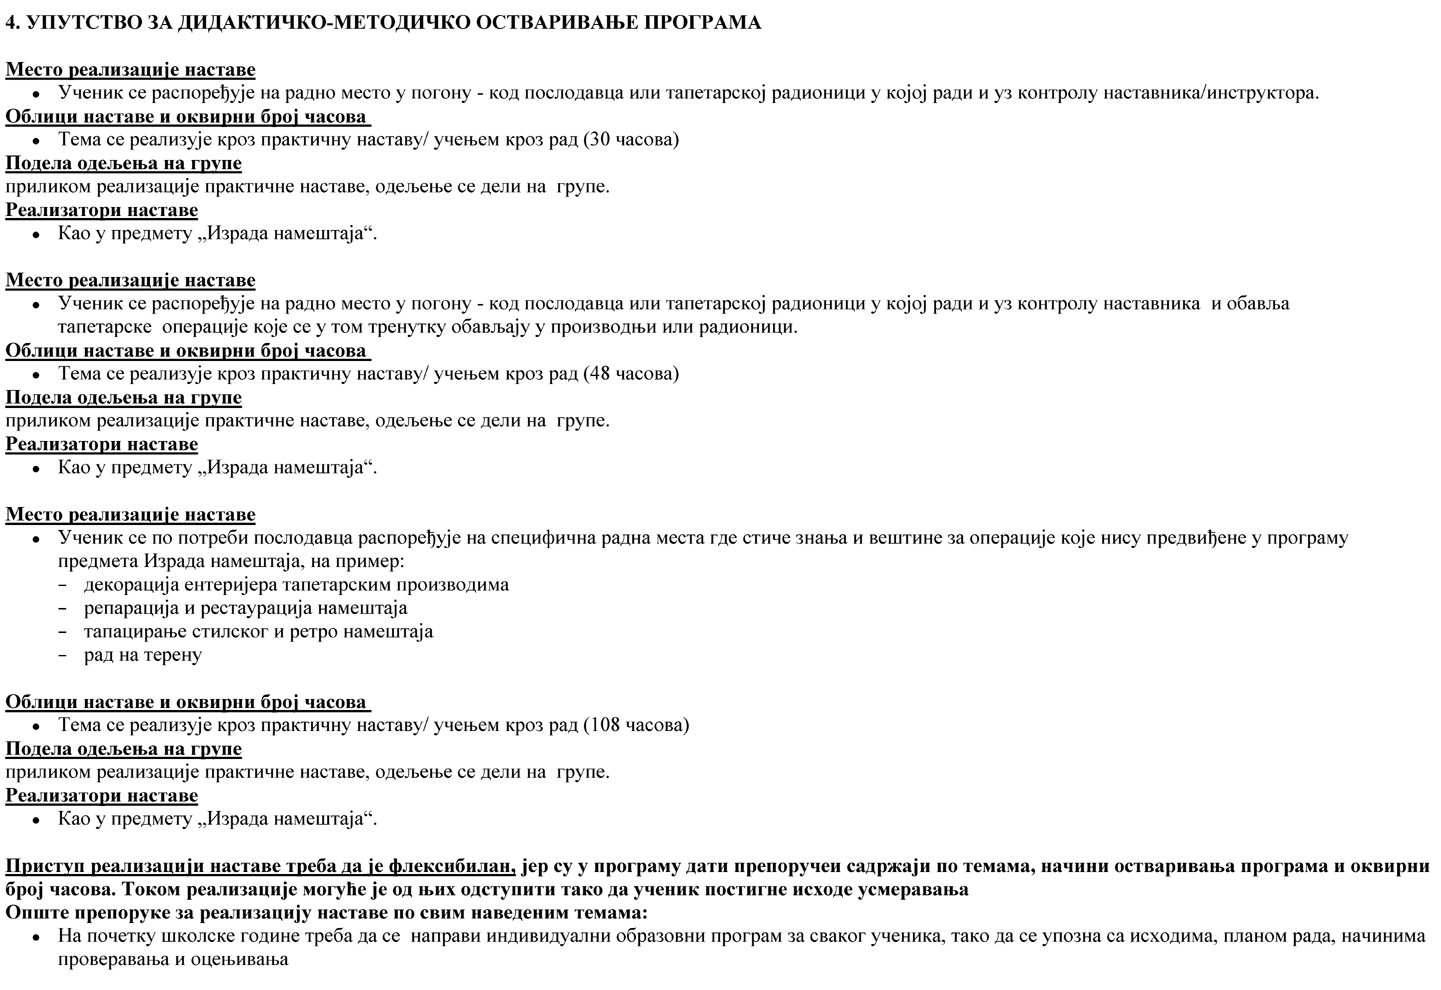 4. УПУТСТВО ЗА ДИДАКТИЧКО-МЕТОДИЧКО ОСТВАРИВАЊЕ ПРОГРАМА
Место реализације наставе
• Ученик се распоређује на радно место у погону - код послодавца или тапетарској радионици у којој ради и уз контролу наставника/инструктора.
Облици наставе и оквирни број часова
• Тема се реализује кроз практичну наставу/ учењем кроз рад (30 часова)
Подела одељења на групе
приликом реализације практичне наставе, одељење се дели на  групе.
Реализатори наставе
• Као у предмету „Израда намештаја“.
Место реализације наставе
• Ученик се распоређује на радно место у погону - код послодавца или тапетарској радионици у којој ради и уз контролу наставника  и обавља
тапетарске  операције које се у том тренутку обављају у производњи или радионици.
Облици наставе и оквирни број часова
• Тема се реализује кроз практичну наставу/ учењем кроз рад (48 часова)
Подела одељења на групе
приликом реализације практичне наставе, одељење се дели на  групе.
Реализатори наставе
• Као у предмету „Израда намештаја“.
Место реализације наставе
• Ученик се по потреби послодавца распоређује на специфична радна места где стиче знања и вештине за операције које нису предвиђене у програму
предмета Израда намештаја, на пример:
− декорација ентеријера тапетарским производима
− репарација и рестаурација намештаја
− тапацирање стилског и ретро намештаја
− рад на терену
Облици наставе и оквирни број часова
• Тема се реализује кроз практичну наставу/ учењем кроз рад (108 часова)
Подела одељења на групе
приликом реализације практичне наставе, одељење се дели на  групе.
Реализатори наставе
• Као у предмету „Израда намештаја“.
Приступ реализацији наставе треба да је флексибилан, јер су у програму дати препоручеи садржаји по темама, начини остваривања програма и оквирни
број часова. Током реализације могуће је од њих одступити тако да ученик постигне исходе усмеравања
Опште препоруке за реализацију наставе по свим наведеним темама:
• На почетку школске године треба да се  направи индивидуални образовни програм за сваког ученика, тако да се упозна са исходима, планом рада, начинима
проверавања и оцењивања